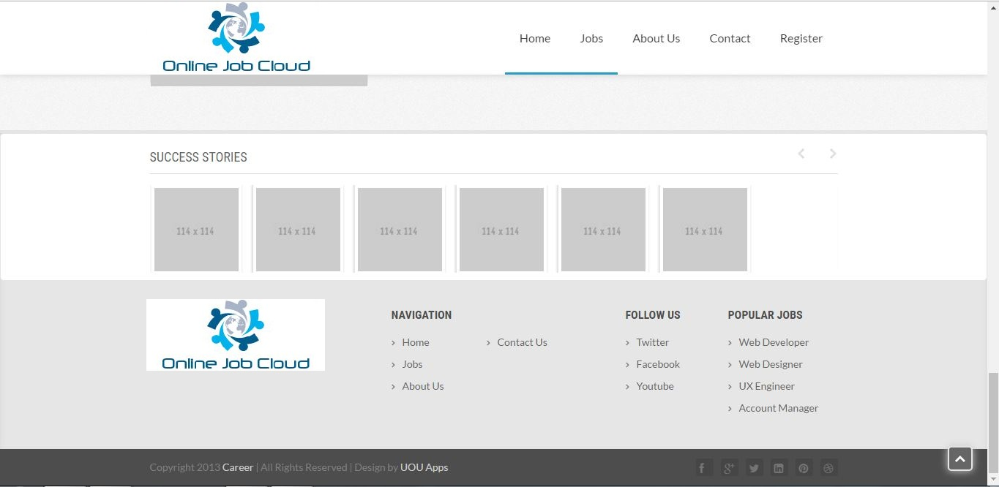 Online Job Cloud
Home Jobs About Us Contact Register
SUCCESS STORIES
114 x 114 114 x 114 114 x 114 114 x 114 114 x 114 114 x 114
Online Job Cloud
NAVIGATION
Home
Jobs
About Us
Contact Us
FOLLOW US
Twitter
Facebook
Youtube
POPULAR JOBS
Web Developer
Web Designer
UX Engineer
Account Manager
Copyright 2013 Career | All Rights Reserved | Design by UOU Apps